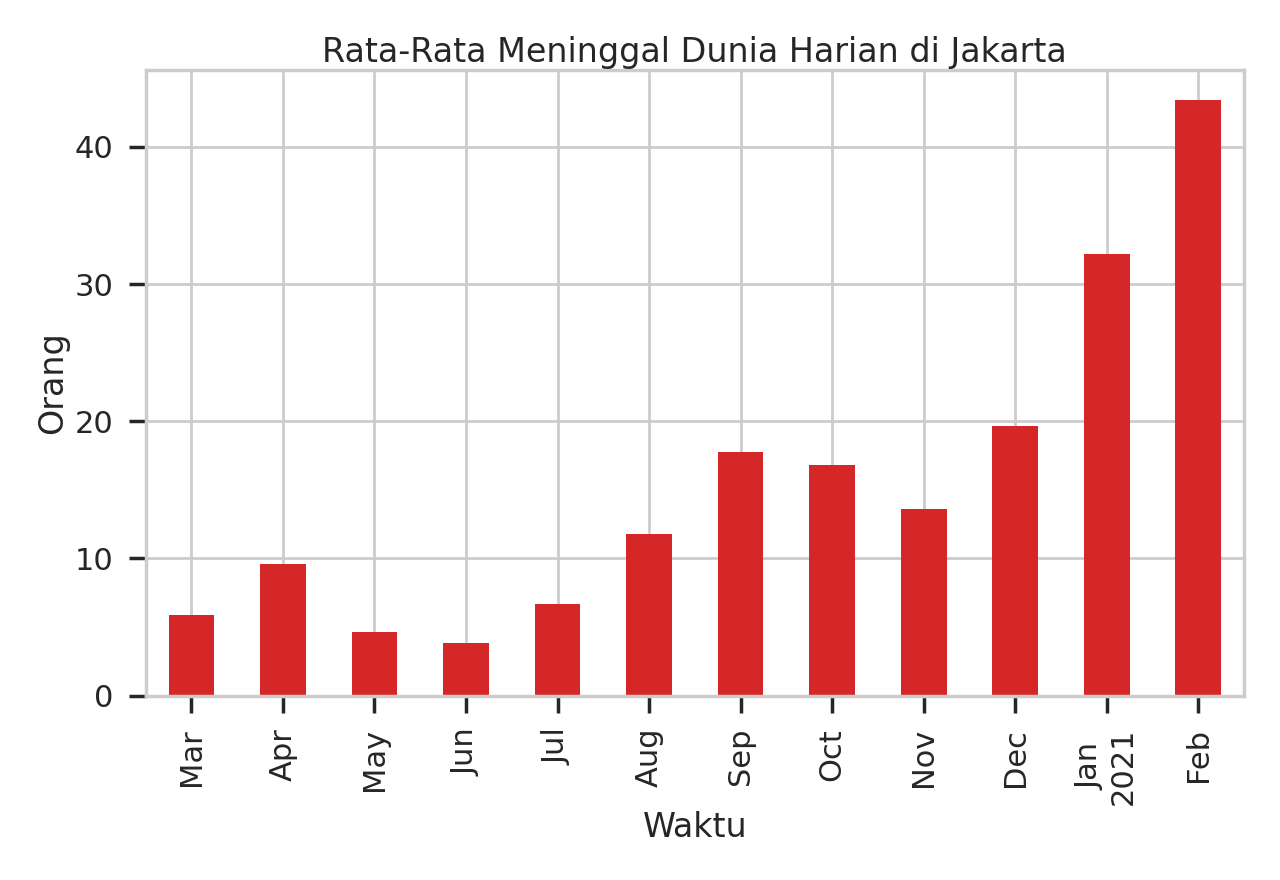 Rata-Rata Meninggal Dunia Harian di Jakarta
Orang
40
30
20
10
0
Mar
Apr
May
Jun
Jul
Aug
Sep
Oct
Nov
Dec
Jan
2021
Feb
Waktu